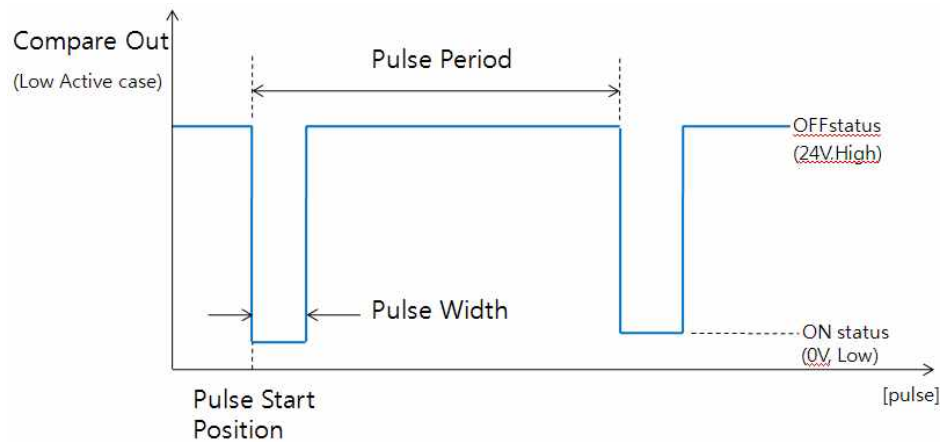 Compare Out
(Low Active case)
Pulse Period
OFFstatus
(24V.High)
Pulse Width
ON status
(0V, Low)
[pulse]
Pulse Start
Position